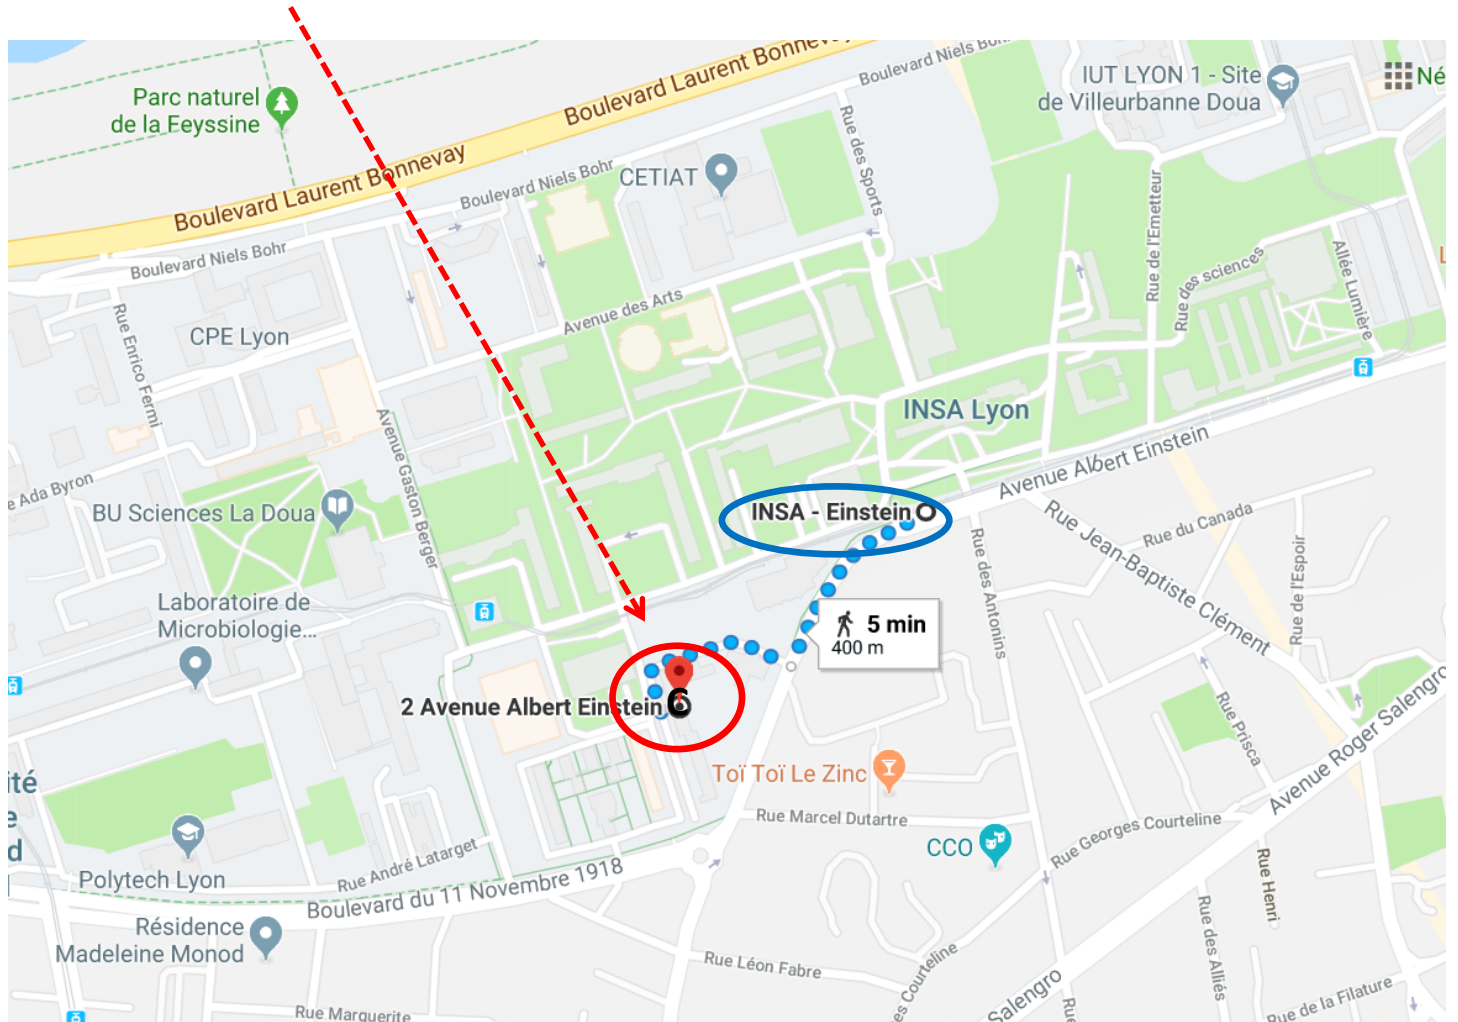 Boulevard Laurent Bonnevay
Boulevard Niels
IUT LYON 1 - Site
de Villeurbanne Doua
Né
Parc naturel
de la Feyssine
Boulevard Laurent Bonnevay
Boulevard Niels Bohr
CETIAT
Rue des Sports
Rue de l'Emetteur
Boulevard Niels Bohr
Rue des sciences
Allée Lumière
L
Avenue des Arts
Rue Enrico Fermi
CPE Lyon
INSA Lyon
Avenue Gaston Berger
Avenue Albert Einstein
e Ada Byron
BU Sciences La Doua
INSA - Einstein
Rue du Canada
Rue Jean-Baptiste Clément
Rue de l'Espoir
Rue des Antonins
Laboratoire de
Microbiologie...
5 min
400 m
2 Avenue Albert Einstein
C
Rue Prisca
Avenue Roger Salengro
Toï Toï Le Zinc
ité
e
d
Rue Marcel Dutartre
Rue Georges Courteline
CCO
Polytech Lyon
Rue André Latarget
Boulevard du 11 Novembre 1918
Rue Henri
Rue des Alliés
Résidence
Madeleine Monod
Rue Léon Fabre
es Courteline
Salengro
Rue
Rue de la Filature
Rue Marguerite